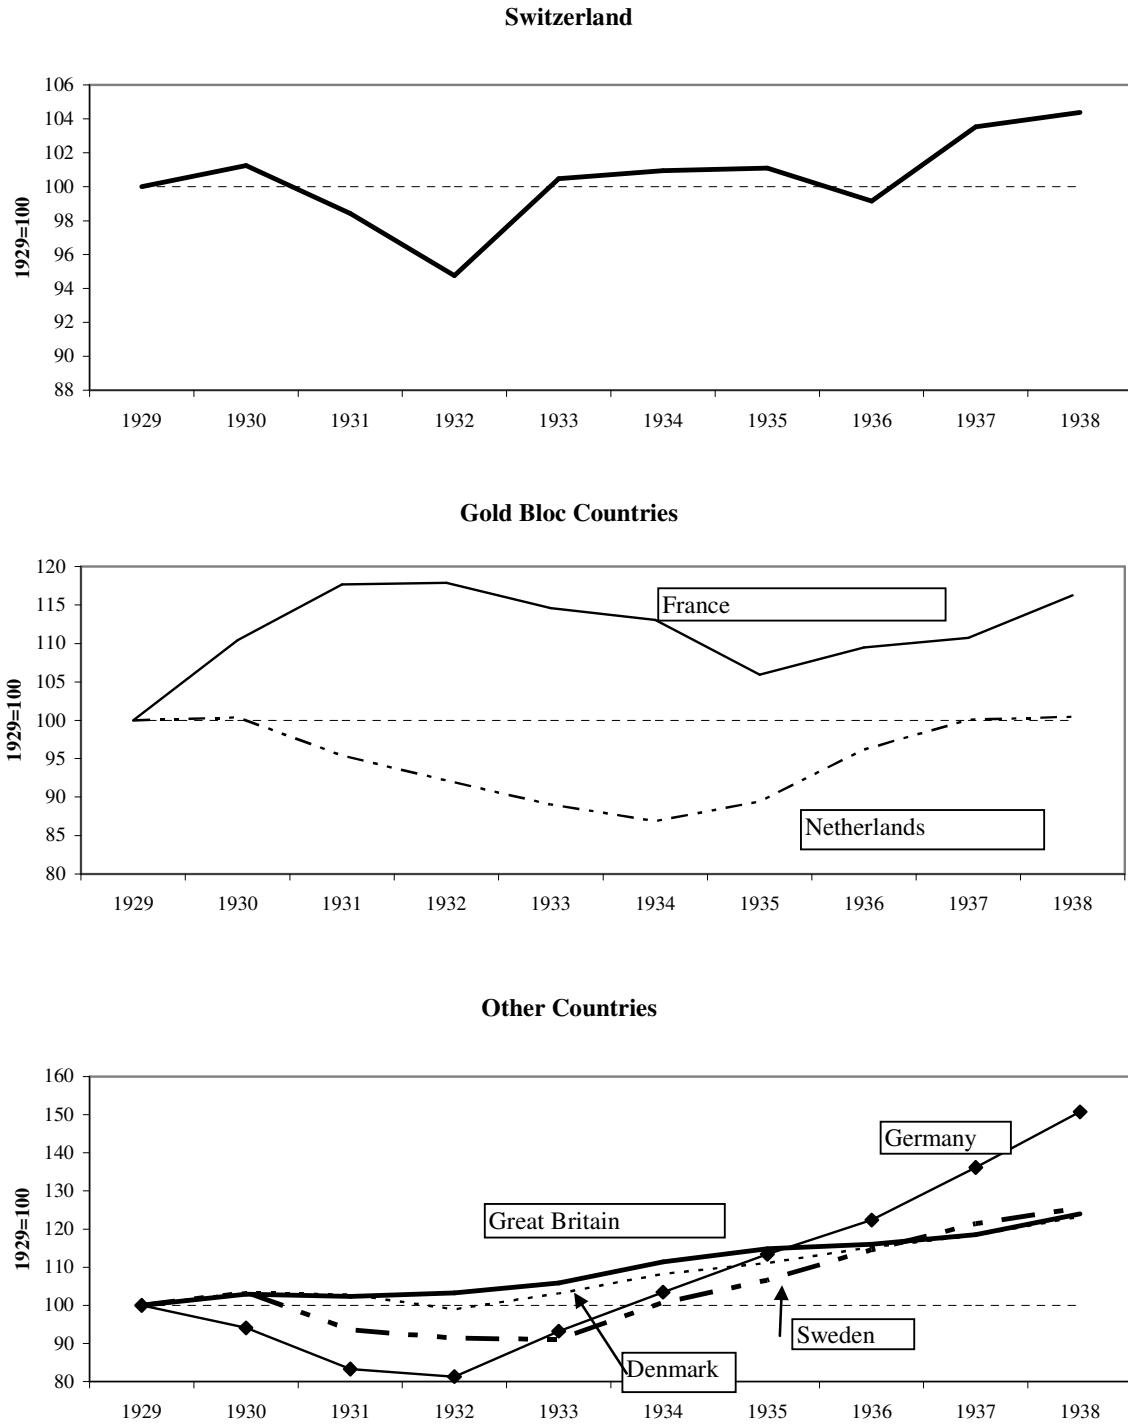 Switzerland
106
104
102
100
98
96
94
92
90
88
1929=100
1929 1930 1931 1932 1933 1934 1935 1936 1937 1938
Gold Bloc Countries
120
115
110
105
100
95
90
85
80
1929=100
France
Netherlands
1929 1930 1931 1932 1933 1934 1935 1936 1937 1938
Other Countries
160
150
140
130
120
110
100
90
80
1929=100
Germany
Great Britain
Sweden
Denmark
1929 1930 1931 1932 1933 1934 1935 1936 1937 1938